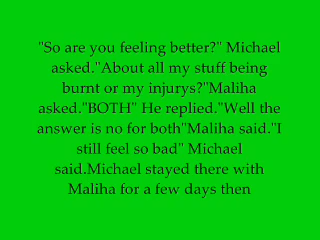 "So are you feeling better?" Michael
asked."About all my stuff being
burnt or my injurys?"Maliha
asked."BOTH" He replied."Well the
answer is no for both"Maliha said."I
still feel so bad" Michael
said.Michael stayed there with
Maliha for a few days then